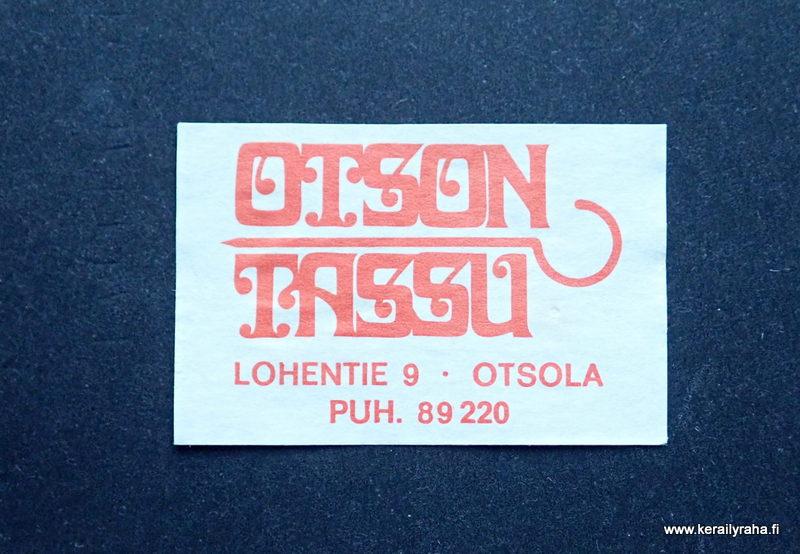 OTSON
TASSU
LOHENTIE 9 · OTSOLA
PUH. 89 220
www.kerailyraha.fi